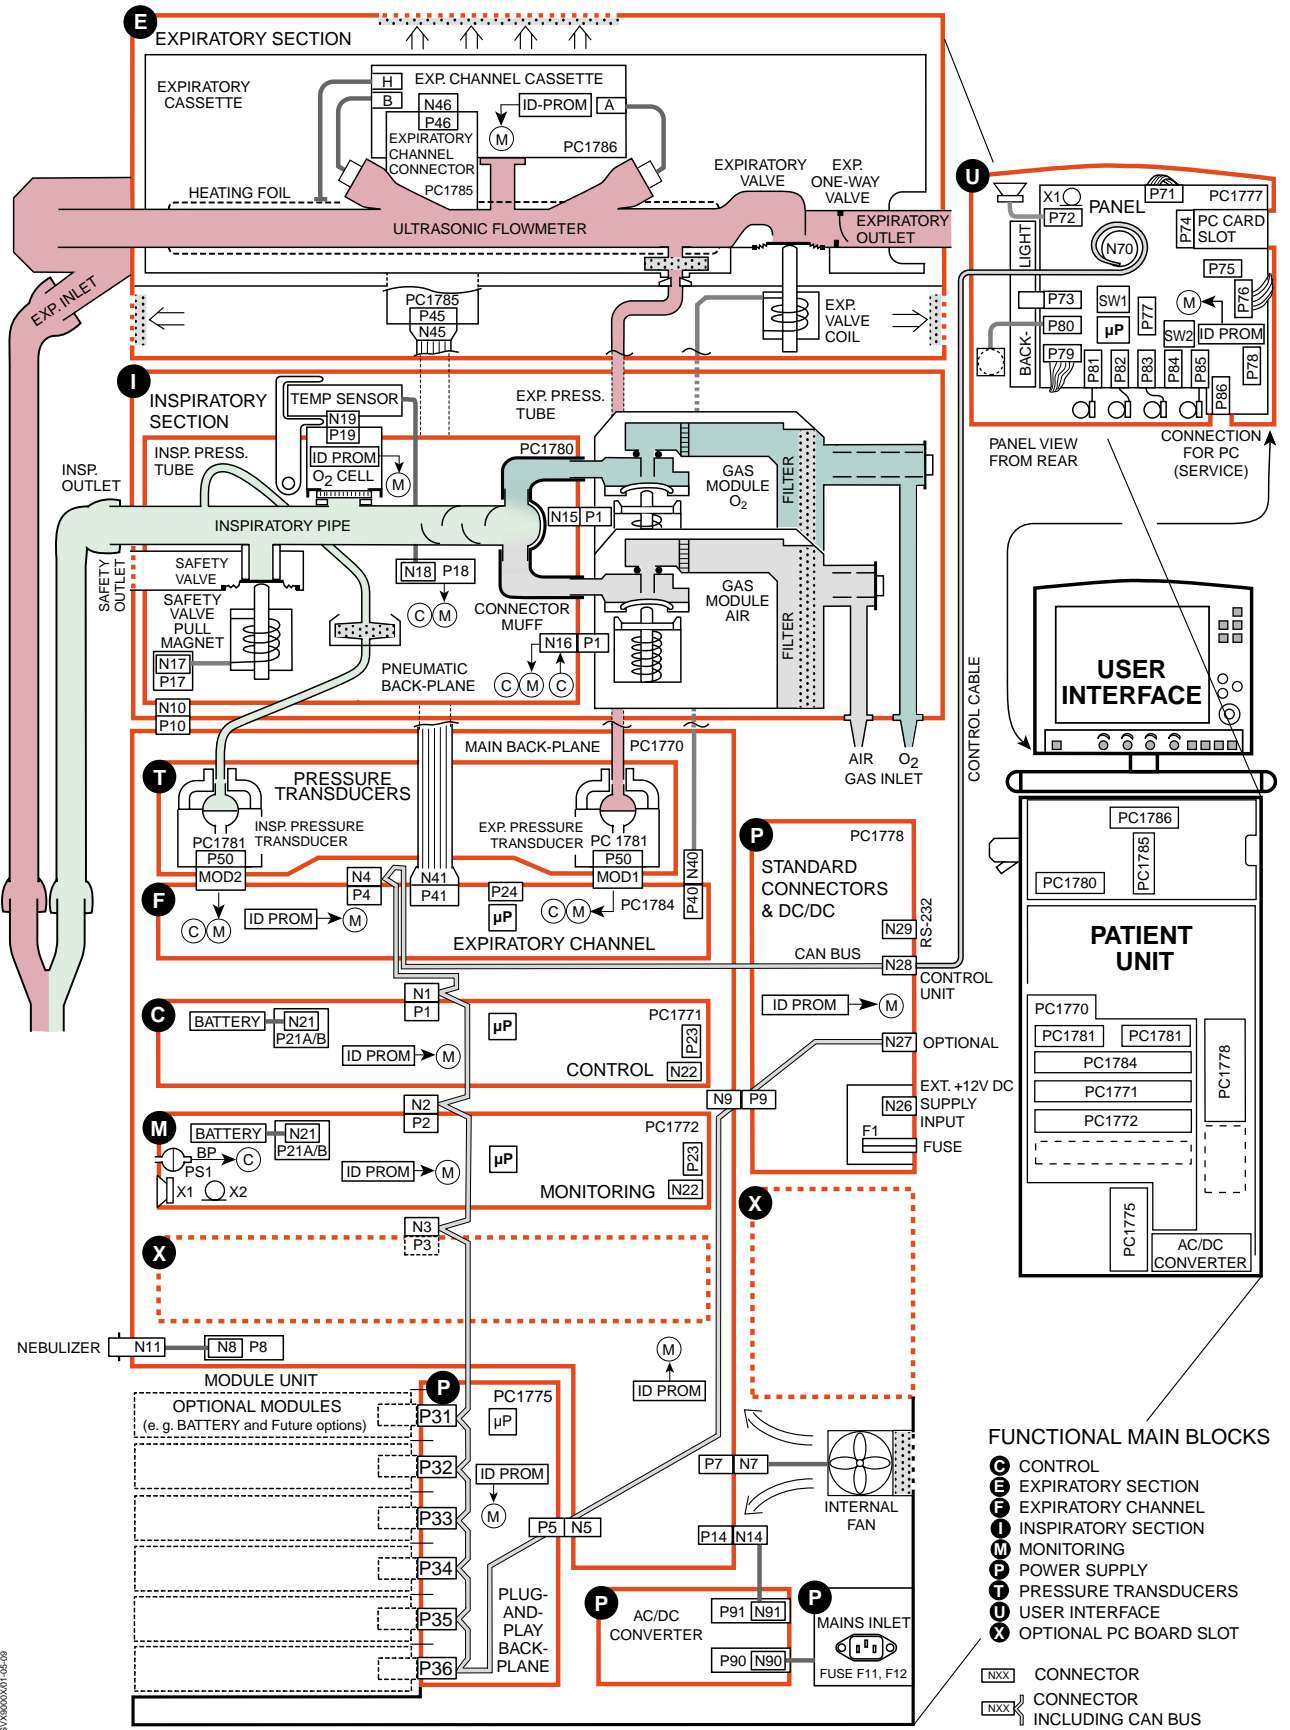 E
EXPIRATORY SECTION
EXPIRATORY
CASSETTE
H
B
EXP. CHANNEL CASSETTE
N46
P46
ID-PROM
A
M
EXPIRATORY
CHANNEL
CONNECTOR
PC1785
PC1786
HEATING FOIL
EXPIRATORY
VALVE
EXP.
ONE-WAY
VALVE
ULTRASONIC FLOWMETER
EXPIRATORY
OUTLET
EXP. INLET
PC1785
P45
N45
EXP.
VALVE
COIL
U
X1
PANEL
P71
PC1777
P72
P74
PC CARD
SLOT
N70
BACK-LIGHT
P75
P76
P73
SW1
P77
M
P80
µP
SW2
ID PROM
P79
P81
P82
P83
P84
P85
P86
P78
PANEL VIEW
FROM REAR
CONNECTION
FOR PC
(SERVICE)
I
INSPIRATORY
SECTION
TEMP SENSOR
N19
P19
ID PROM
O2 CELL
M
EXP. PRESS.
TUBE
INSP. PRESS.
TUBE
PC1780
INSP.
OUTLET
GAS
MODULE
O2
FILTER
INSPIRATORY PIPE
N15
P1
SAFETY
OUTLET
SAFETY
VALVE
N18
P18
C
M
SAFETY
VALVE
PULL
MAGNET
CONNECTOR
MUFF
GAS
MODULE
AIR
FILTER
N16
P1
N17
P17
PNEUMATIC
BACK-PLANE
C
M
C
N10
P10
CONTROL CABLE
USER
INTERFACE
MAIN BACK-PLANE
PC1770
AIR
O2
GAS INLET
T
PRESSURE
TRANSDUCERS
PC1781
INSP. PRESSURE
TRANSDUCER
EXP. PRESSURE
TRANSDUCER
PC 1781
P50
MOD2
P50
MOD1
N4
P4
N41
P41
P24
N40
P40
F
C
M
ID PROM
M
µP
C
M
PC1784
EXPIRATORY CHANNEL
P
PC1778
STANDARD
CONNECTORS
& DC/DC
N29
RS-232
CAN BUS
N28
CONTROL
UNIT
ID PROM
M
N27
OPTIONAL
EXT. +12V DC
SUPPLY
INPUT
N26
F1
FUSE
PC1786
PC1785
PC1780
PATIENT
UNIT
PC1770
PC1781
PC1781
PC1784
PC1771
PC1772
PC1778
PC1775
AC/DC
CONVERTER
N1
P1
C
BATTERY
N21
P21A/B
ID PROM
M
µP
PC1771
P23
N22
CONTROL
N2
P2
N9
P9
M
BATTERY
N21
P21A/B
BP
C
PS1
X1
X2
ID PROM
M
µP
PC1772
P23
N22
MONITORING
N3
P3
X
X
NEBULIZER
N11
N8
P8
M
ID PROM
MODULE UNIT
OPTIONAL MODULES
(e. g. BATTERY and Future options)
P
PC1775
P31
µP
P32
ID PROM
M
P33
P34
P35
P36
P5
N5
PLUG-
AND-
PLAY
BACK-
PLANE
P7
N7
INTERNAL
FAN
P14
N14
P
AC/DC
CONVERTER
P91
N91
P90
N90
P
MAINS INLET
FUSE F11, F12
FUNCTIONAL MAIN BLOCKS
C CONTROL
E EXPIRATORY SECTION
F EXPIRATORY CHANNEL
I INSPIRATORY SECTION
M MONITORING
P POWER SUPPLY
T PRESSURE TRANSDUCERS
U USER INTERFACE
X OPTIONAL PC BOARD SLOT
NXX CONNECTOR
NXX CONNECTOR
INCLUDING CAN BUS